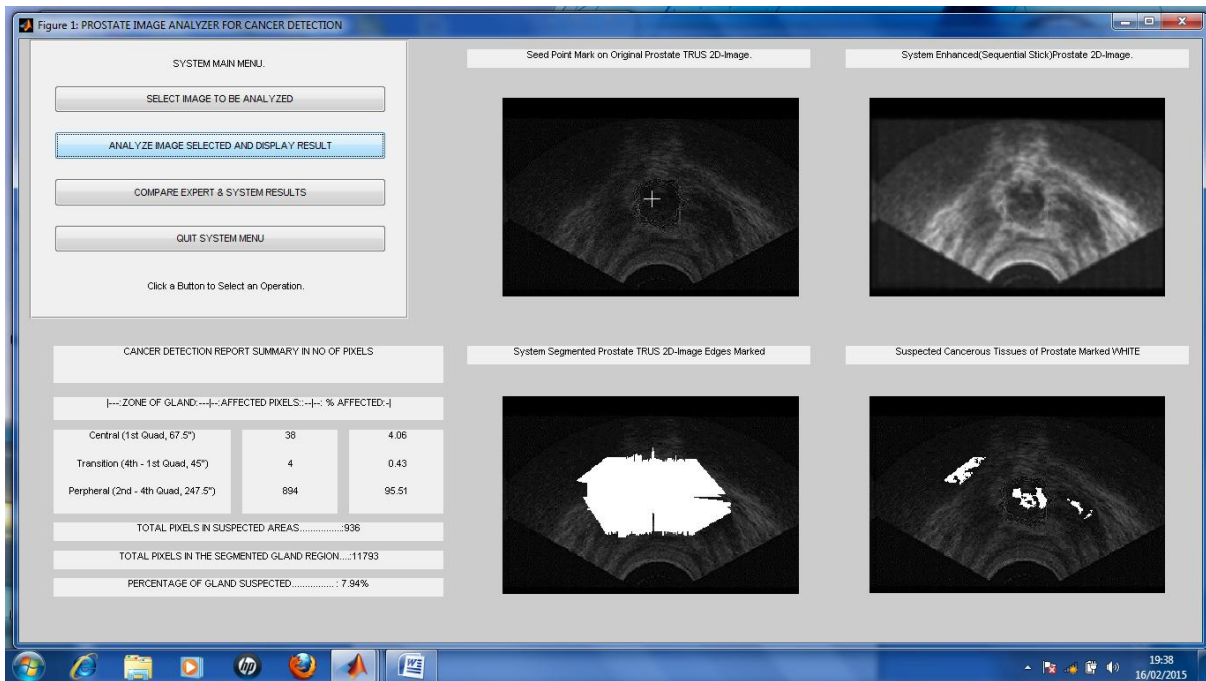 Figure 1: PROSTATE IMAGE ANALYZER FOR CANCER DETECTION
SYSTEM MAIN MENU.
SELECT IMAGE TO BE ANALYZED
ANALYZE IMAGE SELECTED AND DISPLAY RESULT
COMPARE EXPERT & SYSTEM RESULTS
QUIT SYSTEM MENU
Click a Button to Select an Operation.
Seed Point Mark on Original Prostate TRUS 2D-Image.
System Enhanced(Sequential Stick)Prostate 2D-Image.
CANCER DETECTION REPORT SUMMARY IN NO OF PIXELS
|---:ZONE OF GLAND:---|--:AFFECTED PIXELS::--|--: % AFFECTED:-|
Central (1st Quad, 67.5") 38 4.06
Transition (4th - 1st Quad, 45") 4 0.43
Perpheral (2nd - 4th Quad, 247.5") 894 95.51
TOTAL PIXELS IN SUSPECTED AREAS...............:936
TOTAL PIXELS IN THE SEGMENTED GLAND REGION....:11793
PERCENTAGE OF GLAND SUSPECTED............... : 7.94%
System Segmented Prostate TRUS 2D-Image Edges Marked
Suspected Cancerous Tissues of Prostate Marked WHITE
hp
W
19:38
16/02/2015